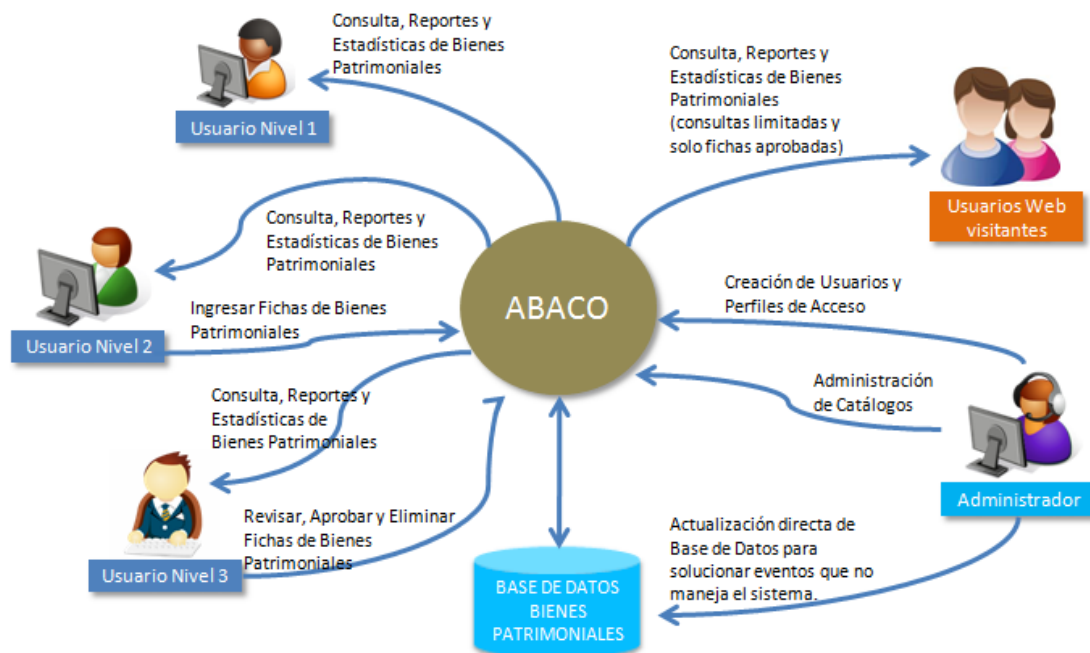 Consulta, Reportes y
Estadísticas de Bienes
Patrimoniales
Usuario Nivel 1
Consulta, Reportes y
Estadísticas de Bienes
Patrimoniales
(consultas limitadas y
solo fichas aprobadas)
Usuarios Web
visitantes
Consulta, Reportes y
Estadísticas de Bienes
Patrimoniales
Usuario Nivel 2
Ingresar Fichas de Bienes
Patrimoniales
ABACO
Creación de Usuarios y
Perfiles de Acceso
Administración
de Catálogos
Administrador
Consulta, Reportes y
Estadísticas de
Bienes Patrimoniales
Usuario Nivel 3
Revisar, Aprobar y Eliminar
Fichas de Bienes
Patrimoniales
BASE DE DATOS
BIENES
PATRIMONIALES
Actualización directa de
Base de Datos para
solucionar eventos que no
maneja el sistema.